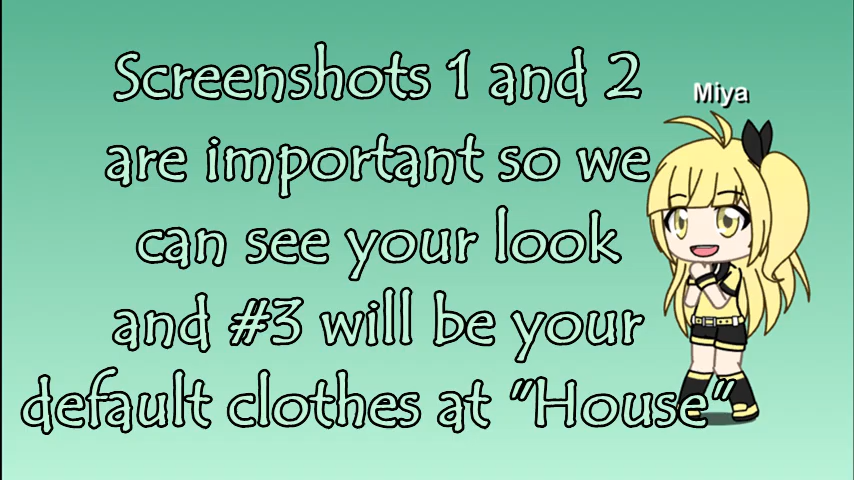 Screenshots 1 and 2
Miya
are important so we
can see your look
and #3 will be your
default clothes at "House"